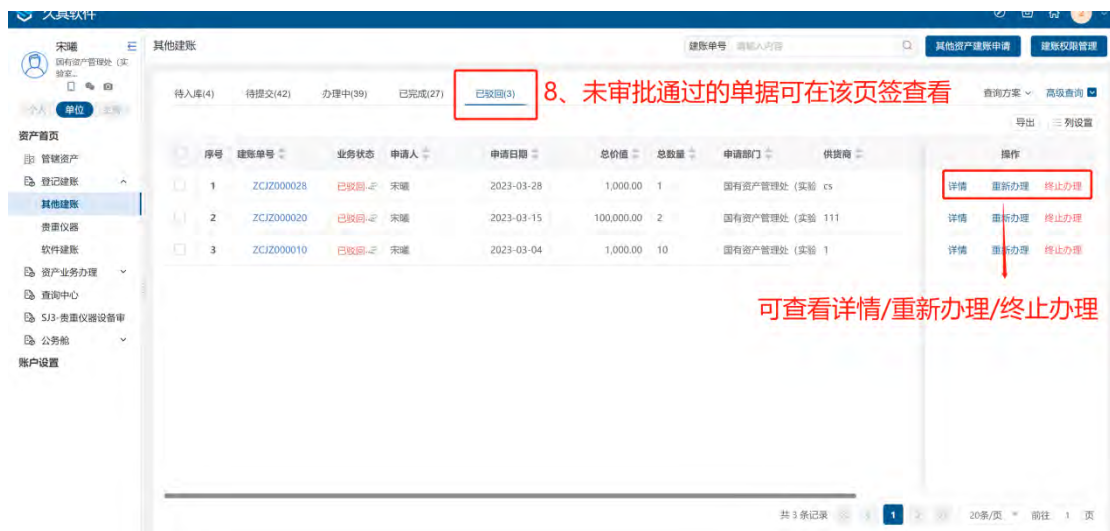 久其软件
宋曦
国有资产管理处（实
验室...
个人 单位
其他建账
建账单号 请输入内容
其他资产建账申请 建账权限管理
待入库(4) 待提交(42) 办理中(39) 已完成(27) 已驳回(3)
8、未审批通过的单据可在该页签查看
查询方案 高级查询
导出 列设置
资产首页
管辖资产
登记建账
其他建账
贵重仪器
软件建账
资产业务办理
查询中心
SJ3-贵重仪器设备审
公务舱
账户设置
序号 建账单号 业务状态 申请人 申请日期 总价值 总数量 申请部门 供货商 操作
1 ZCJZ000028 已驳回 宋曦 2023-03-28 1,000.00 1 国有资产管理处（实验 cs 详情 重新办理 终止办理
2 ZCJZ000020 已驳回 宋曦 2023-03-15 100,000.00 2 国有资产管理处（实验 111 详情 重新办理 终止办理
3 ZCJZ000010 已驳回 宋曦 2023-03-04 1,000.00 10 国有资产管理处（实验 1 详情 重新办理 终止办理
可查看详情/重新办理/终止办理
共 3 条记录 1 20条/页 前往 1 页